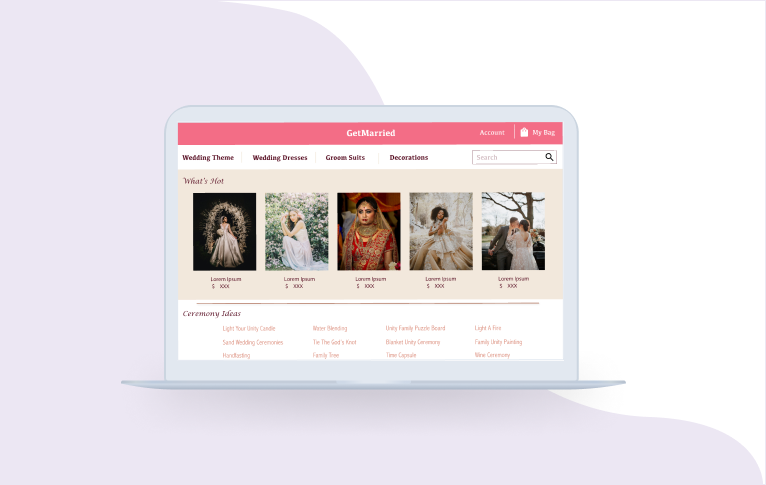 GetMarried
Account
My Bag
Wedding Theme
Wedding Dresses
Groom Suits
Decorations
Search
What's Hot
Lorem Ipsum
$ XXX
Lorem Ipsum
$ XXX
Lorem Ipsum
$ XXX
Lorem Ipsum
$ XXX
Lorem Ipsum
$ XXX
Ceremony Ideas
Light Your Unity Candle
Water Blending
Unity Family Puzzle Board
Light A Fire
Sand Wedding Ceremonies
Tie The God's Knot
Blanket Unity Ceremony
Family Unity Painting
Handfasting
Family Tree
Time Capsule
Wine Ceremony